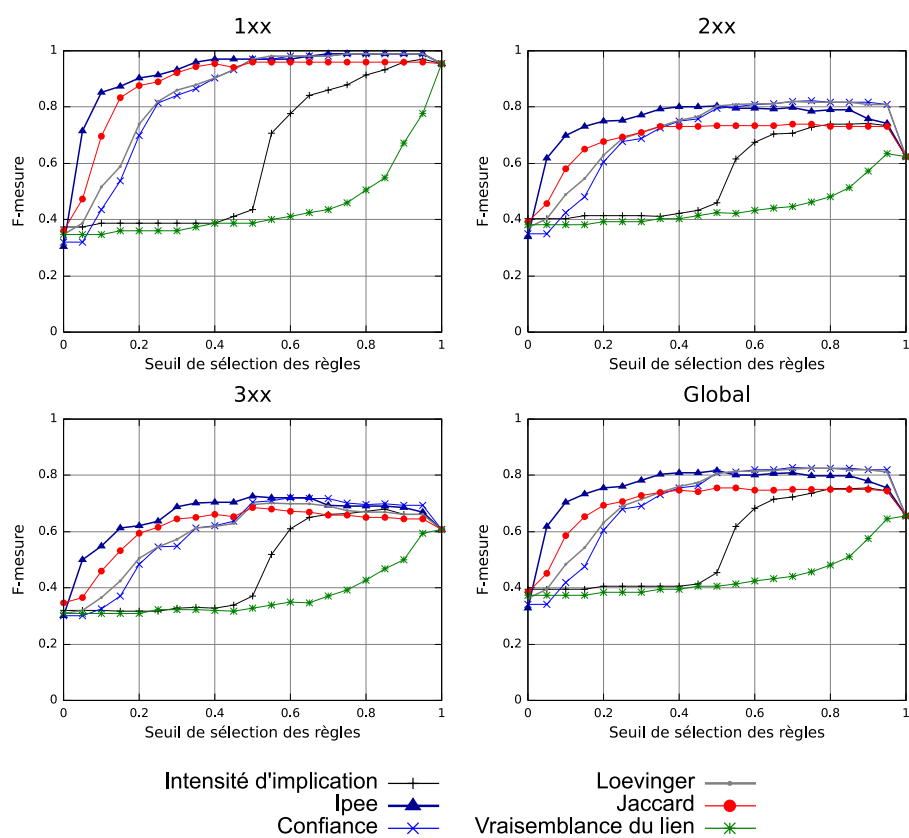 1xx
1
0.8
0.6
0.4
0.2
0
0 0.2 0.4 0.6 0.8 1
F-mesure
Seuil de sélection des règles
2xx
1
0.8
0.6
0.4
0.2
0
0 0.2 0.4 0.6 0.8 1
F-mesure
Seuil de sélection des règles
3xx
1
0.8
0.6
0.4
0.2
0
0 0.2 0.4 0.6 0.8 1
F-mesure
Seuil de sélection des règles
Global
1
0.8
0.6
0.4
0.2
0
0 0.2 0.4 0.6 0.8 1
F-mesure
Seuil de sélection des règles
Intensité d'implication
Ipee
Confiance
Loevinger
Jaccard
Vraisemblance du lien